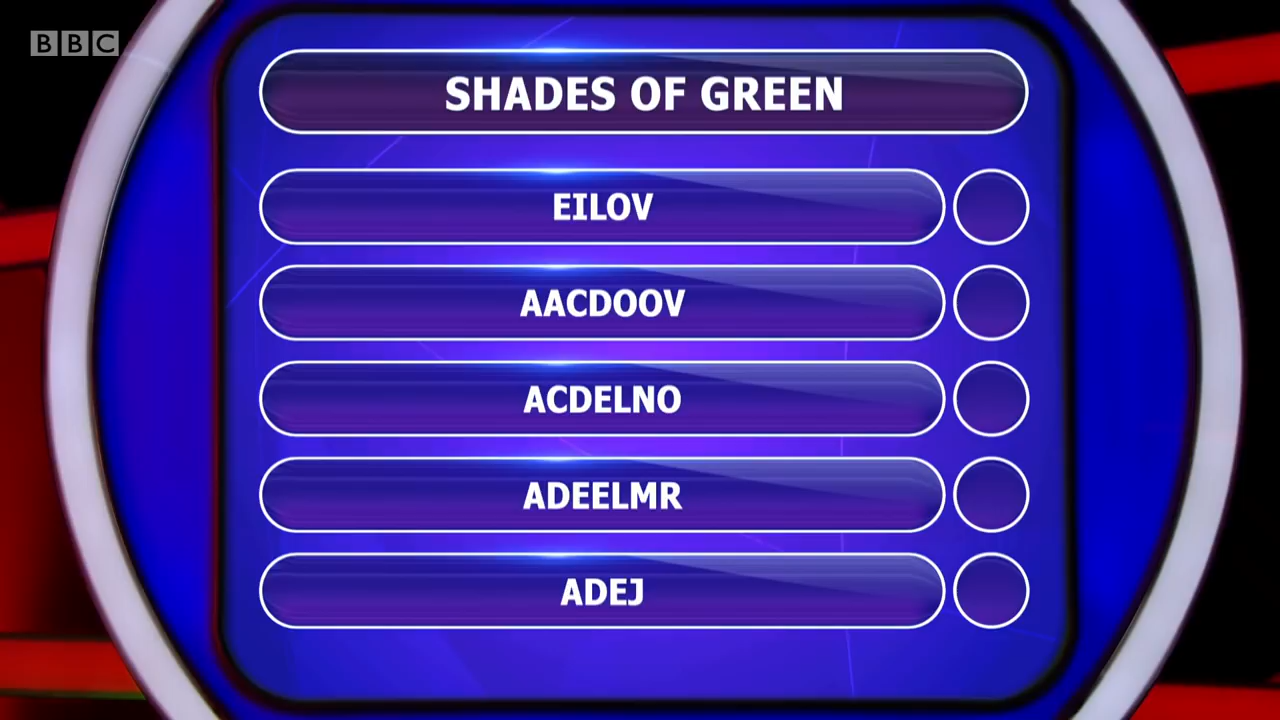 BBC
SHADES OF GREEN
EILOV
AACDOOV
ACDELNO
ADEELMR
ADEJ